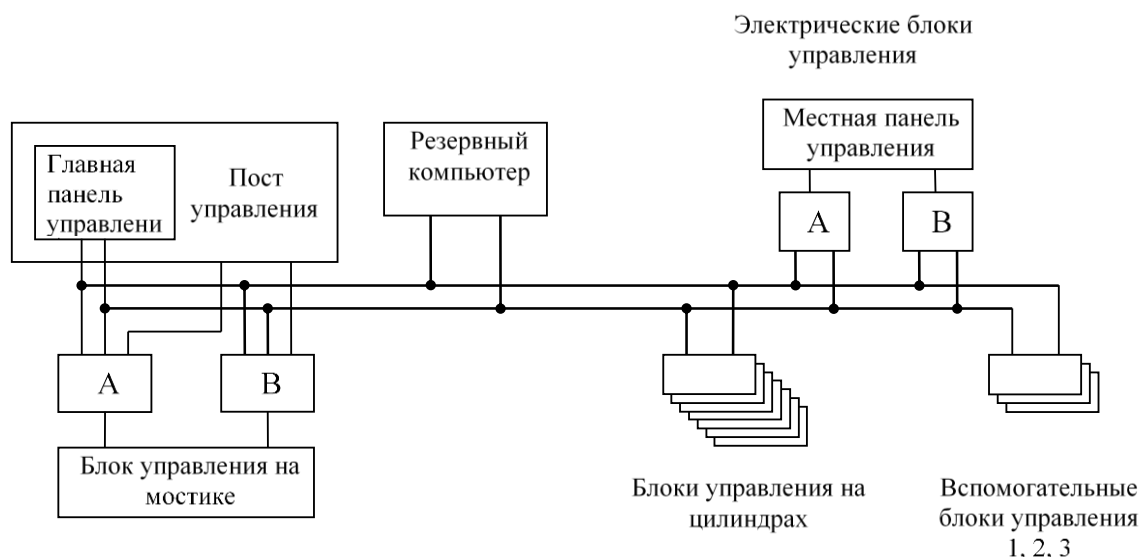 Электрические блоки
управления
Главная
панель
управлени
Пост
управления
Резервный
компьютер
Местная панель
управления
А
В
А
В
Блок управления на
мостике
Блоки управления на
цилиндрах
Вспомогательные
блоки управления
1, 2, 3